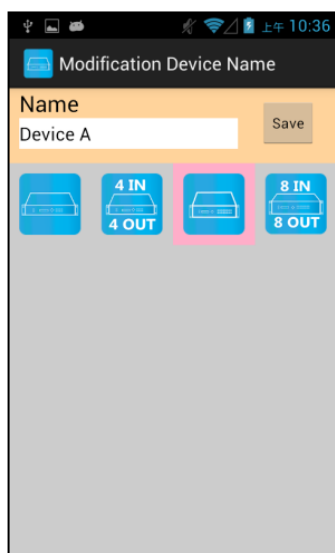 上午 10:36
Modification Device Name
Name
Device A
Save
4 IN
4 OUT
8 IN
8 OUT